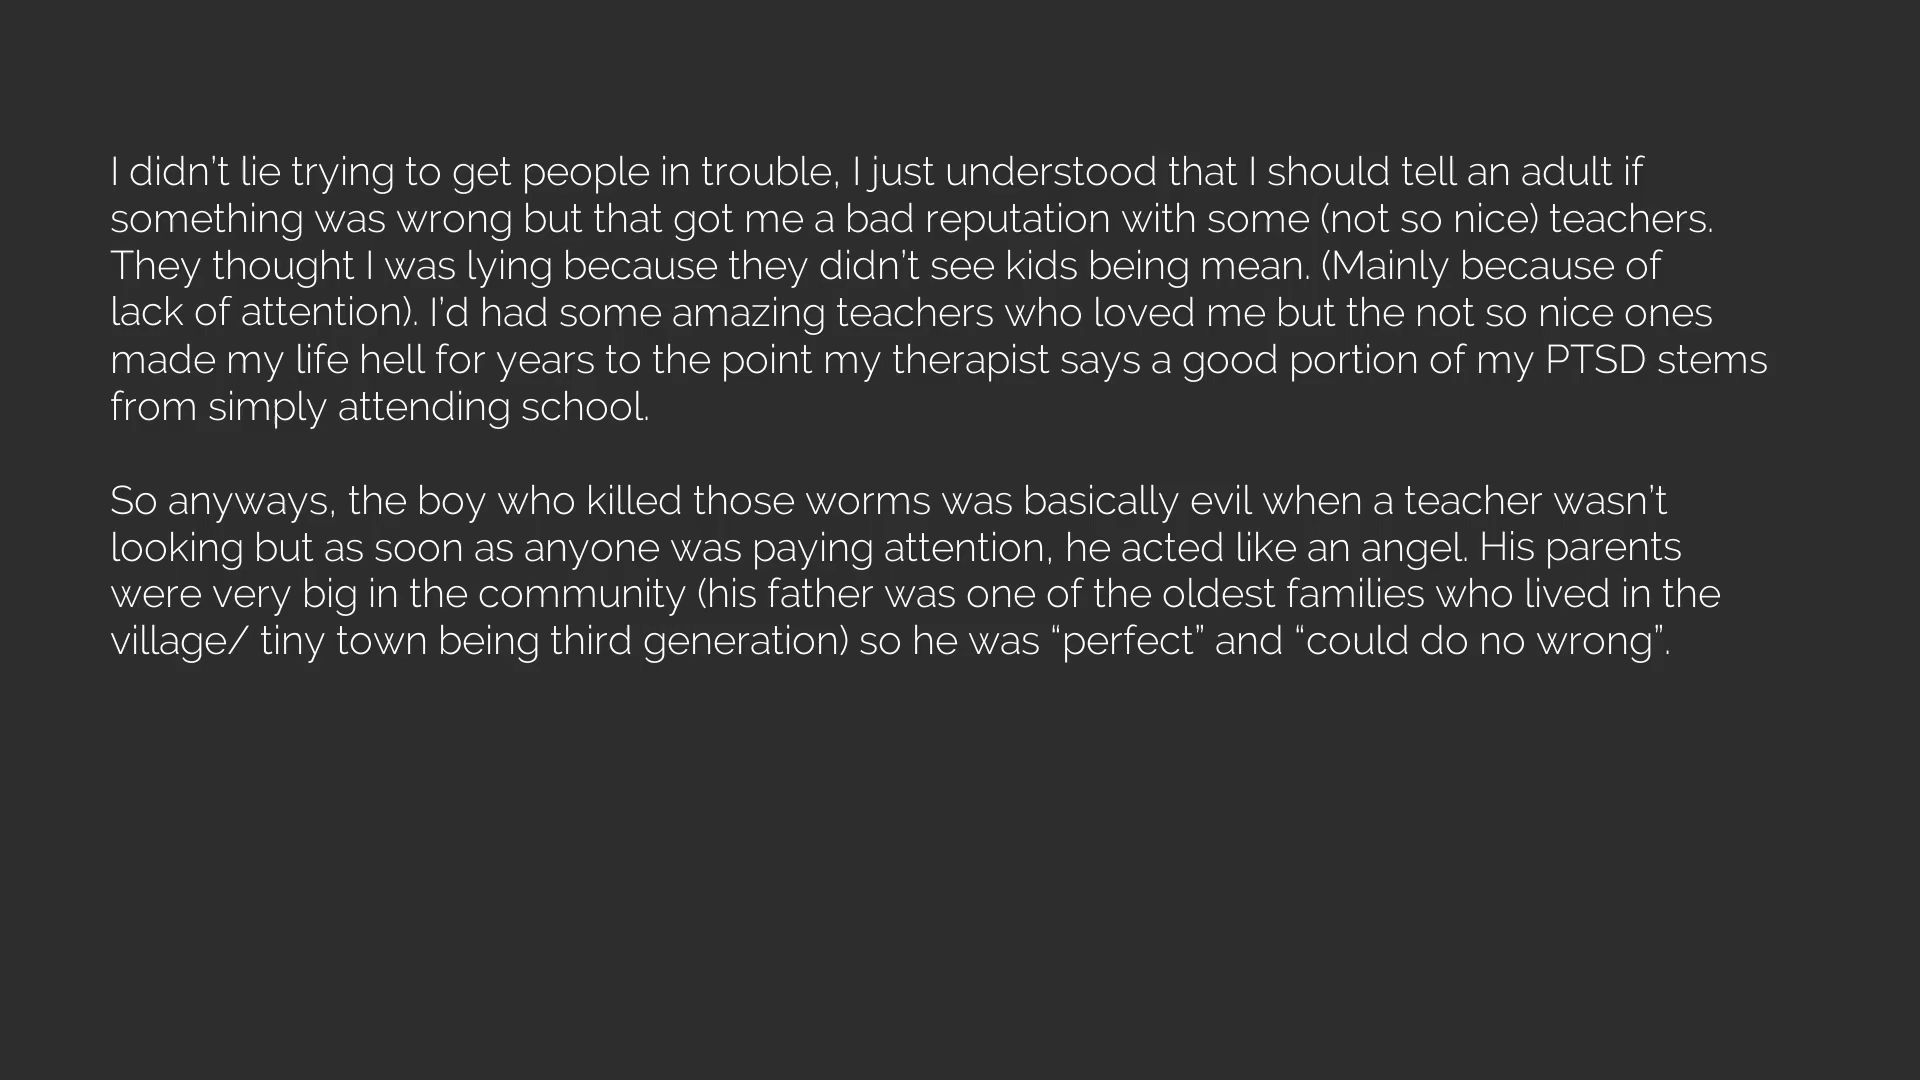 I didn’t lie trying to get people in trouble, I just understood that I should tell an adult if
something was wrong but that got me a bad reputation with some (not so nice) teachers.
They thought I was lying because they didn’t see kids being mean. (Mainly because of
lack of attention). I’d had some amazing teachers who loved me but the not so nice ones
made my life hell for years to the point my therapist says a good portion of my PTSD stems
from simply attending school.
So anyways, the boy who killed those worms was basically evil when a teacher wasn’t
looking but as soon as anyone was paying attention, he acted like an angel. His parents
were very big in the community (his father was one of the oldest families who lived in the
village/ tiny town being third generation) so he was “perfect” and “could do no wrong”.